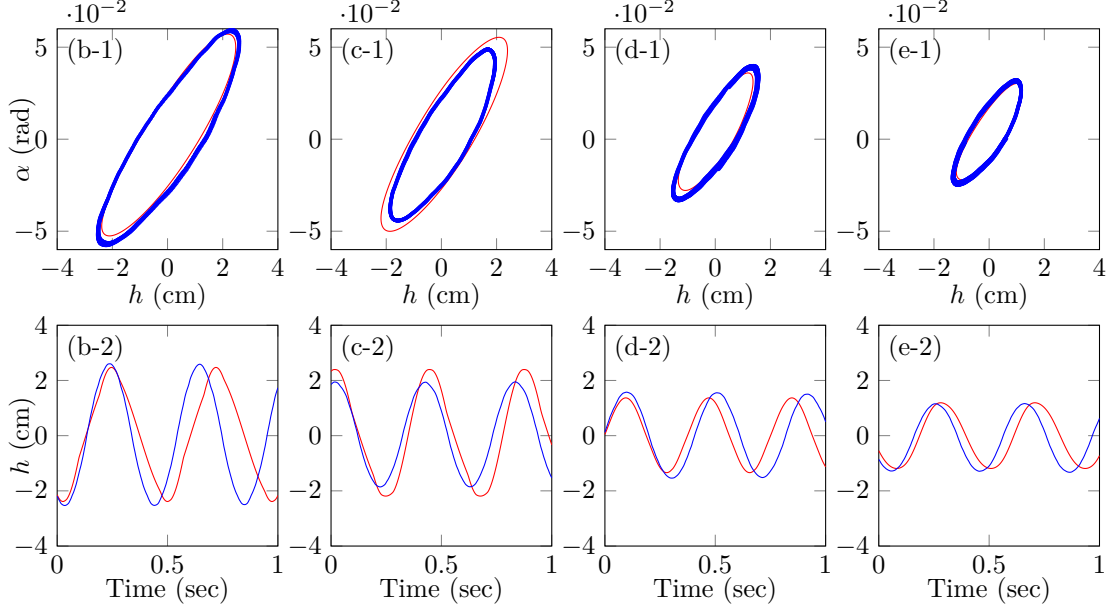 ·10⁻² ·10⁻² ·10⁻² ·10⁻²
(b-1) (c-1) (d-1) (e-1)
5 5 5 5
0 0 0 0
−5 −5 −5 −5
α (rad)
−4 −2 0 2 4 −4 −2 0 2 4 −4 −2 0 2 4 −4 −2 0 2 4
h (cm) h (cm) h (cm) h (cm)
(b-2) (c-2) (d-2) (e-2)
4 4 4 4
2 2 2 2
0 0 0 0
−2 −2 −2 −2
−4 −4 −4 −4
h (cm)
0 0.5 1 0 0.5 1 0 0.5 1 0 0.5 1
Time (sec) Time (sec) Time (sec) Time (sec)